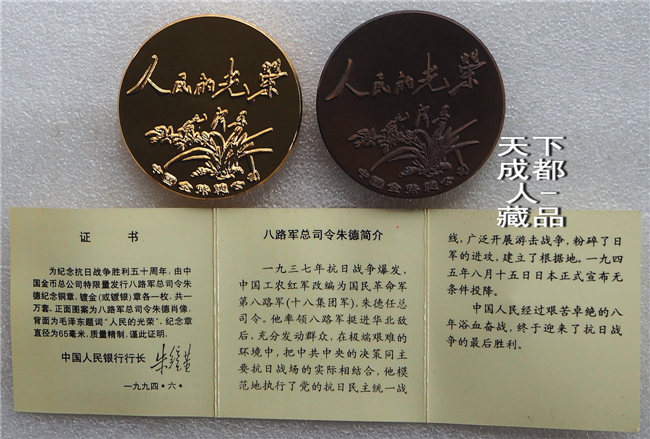 人民的光荣
中国金币总公司
人民的光荣
中国金币总公司
天下
成都
人－
藏品
证书
为纪念抗日战争胜利五十周年，由中
国金币总公司特限量发行八路军总司令朱
德纪念铜章，镀金(或镀银)章各一枚，共一
万套，正面图案为八路军总司令朱德肖像，
背面为毛泽东题词“人民的光荣”，纪念章
直径为65毫米，质量精制，谨此证明。
中国人民银行行长
一九九四·六·
八路军总司令朱德简介
一九三七年抗日战争爆发，
中国工农红军改编为国民革命军
第八路军(十八集团军)，朱德任总
司令。他率领八路军挺进华北敌
后，充分发动群众，在极端艰难的
环境中，把中共中央的决策同主
要抗日战场的实际相结合，他模
范地执行了党的抗日民主统一战
线，广泛开展游击战争，粉碎了日
军的进攻，建立了根据地。一九四
五年八月十五日日本正式宣布无
条件投降。
中国人民经过艰苦卓绝的八
年浴血奋战，终于迎来了抗日战
争的最后胜利。